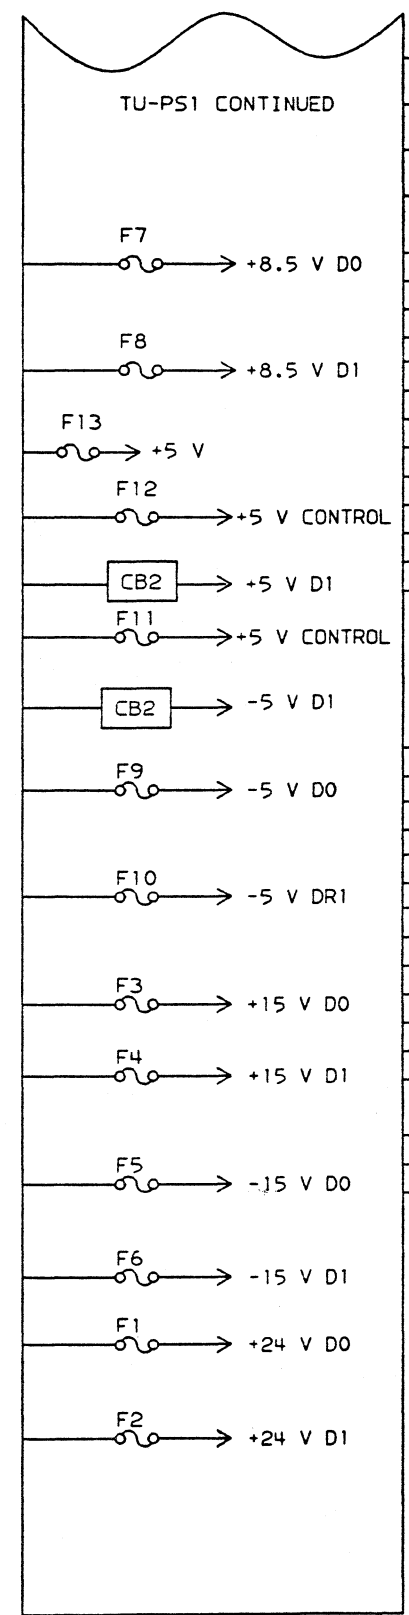 TU-PS1 CONTINUED
F7
+8.5 V D0
F8
+8.5 V D1
F13
+5 V
F12
+5 V CONTROL
CB2
+5 V D1
F11
+5 V CONTROL
CB2
-5 V D1
F9
-5 V D0
F10
-5 V DR1
F3
+15 V D0
F4
+15 V D1
F5
-15 V D0
F6
-15 V D1
F1
+24 V D0
F2
+24 V D1